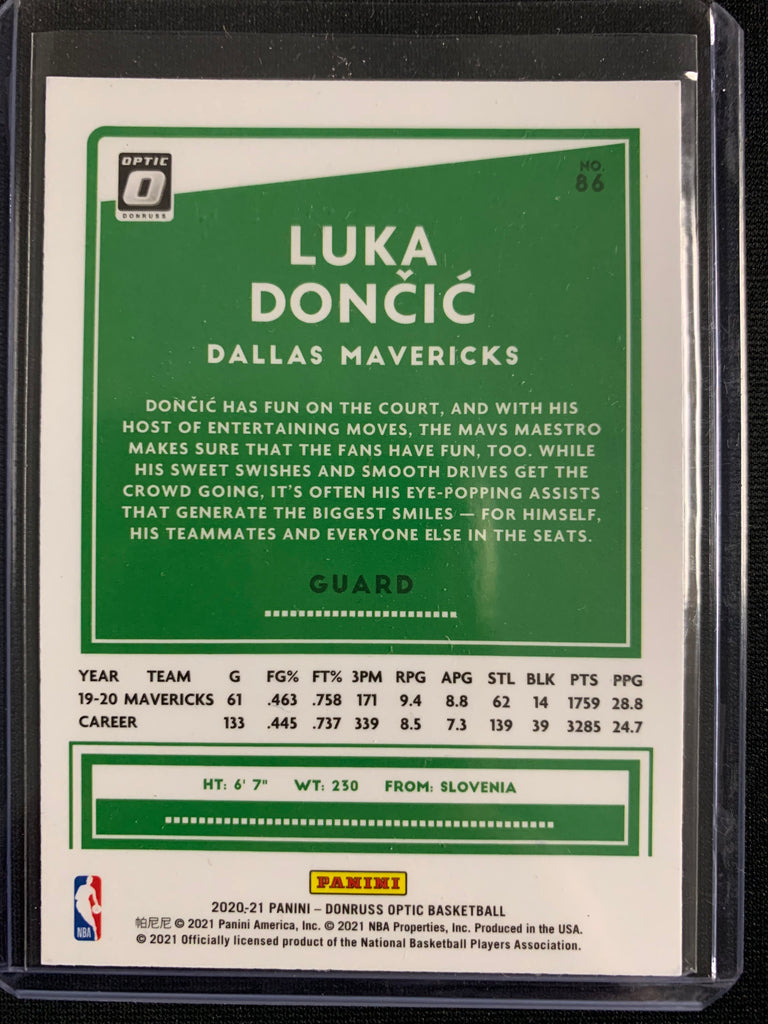 OPTIC
O
DONRUSS
NO.
86
LUKA
DONČIĆ
DALLAS MAVERICKS
DONČIĆ HAS FUN ON THE COURT, AND WITH HIS
HOST OF ENTERTAINING MOVES, THE MAVS MAESTRO
MAKES SURE THAT THE FANS HAVE FUN, TOO. WHILE
HIS SWEET SWISHES AND SMOOTH DRIVES GET THE
CROWD GOING, IT'S OFTEN HIS EYE-POPPING ASSISTS
THAT GENERATE THE BIGGEST SMILES — FOR HIMSELF,
HIS TEAMMATES AND EVERYONE ELSE IN THE SEATS.
GUARD
YEAR TEAM G FG% FT% 3PM RPG APG STL BLK PTS PPG
19-20 MAVERICKS 61 .463 .758 171 9.4 8.8 62 14 1759 28.8
CAREER 133 .445 .737 339 8.5 7.3 139 39 3285 24.7
HT: 6' 7" WT: 230 FROM: SLOVENIA
PANINI
2020-21 PANINI – DONRUSS OPTIC BASKETBALL
帕尼尼 © 2021 Panini America, Inc. © 2021 NBA Properties, Inc. Produced in the USA.
© 2021 Officially licensed product of the National Basketball Players Association.
NBA